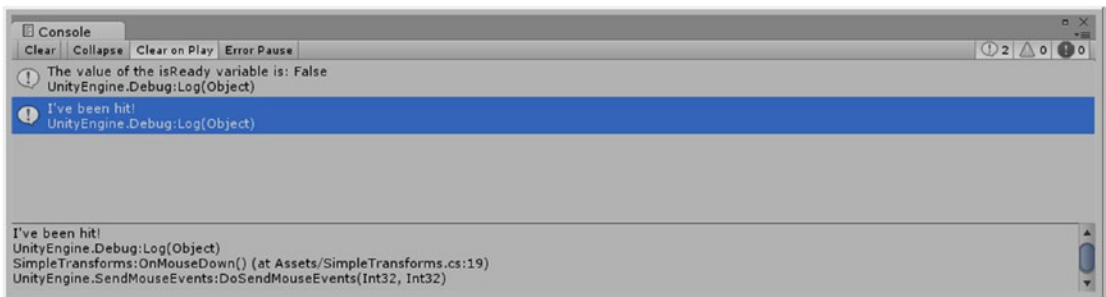 Console
Clear Collapse Clear on Play Error Pause 2 0 0
The value of the isReady variable is: False
UnityEngine.Debug:Log(Object)
I've been hit!
UnityEngine.Debug:Log(Object)
I've been hit!
UnityEngine.Debug:Log(Object)
SimpleTransforms:OnMouseDown() (at Assets/SimpleTransforms.cs:19)
UnityEngine.SendMouseEvents:DoSendMouseEvents(Int32, Int32)